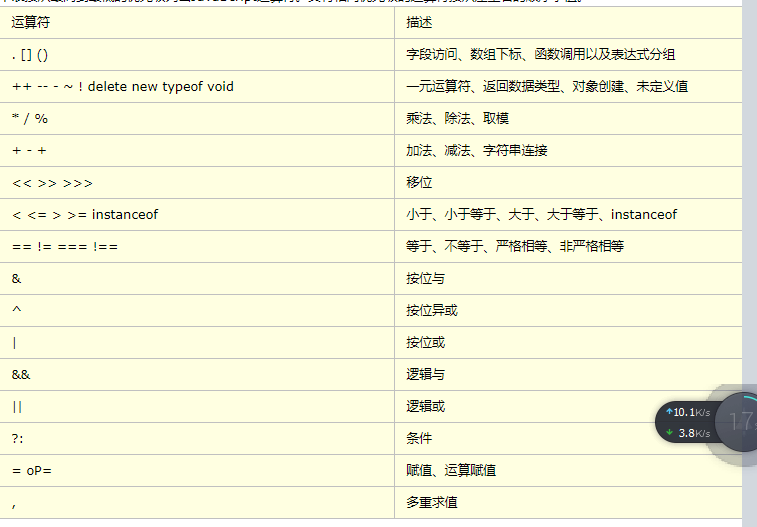 运算符 描述
. [] () 字段访问、数组下标、函数调用以及表达式分组
++ -- - ~ ! delete new typeof void 一元运算符、返回数据类型、对象创建、未定义值
* / % 乘法、除法、取模
+ - + 加法、减法、字符串连接
<< >> >>> 移位
< <= > >= instanceof 小于、小于等于、大于、大于等于、instanceof
== != === !== 等于、不等于、严格相等、非严格相等
& 按位与
^ 按位异或
| 按位或
&& 逻辑与
|| 逻辑或
↑10.1K/s
17
?: 条件
↓ 3.8K/s
= oP= 赋值、运算赋值
, 多重求值